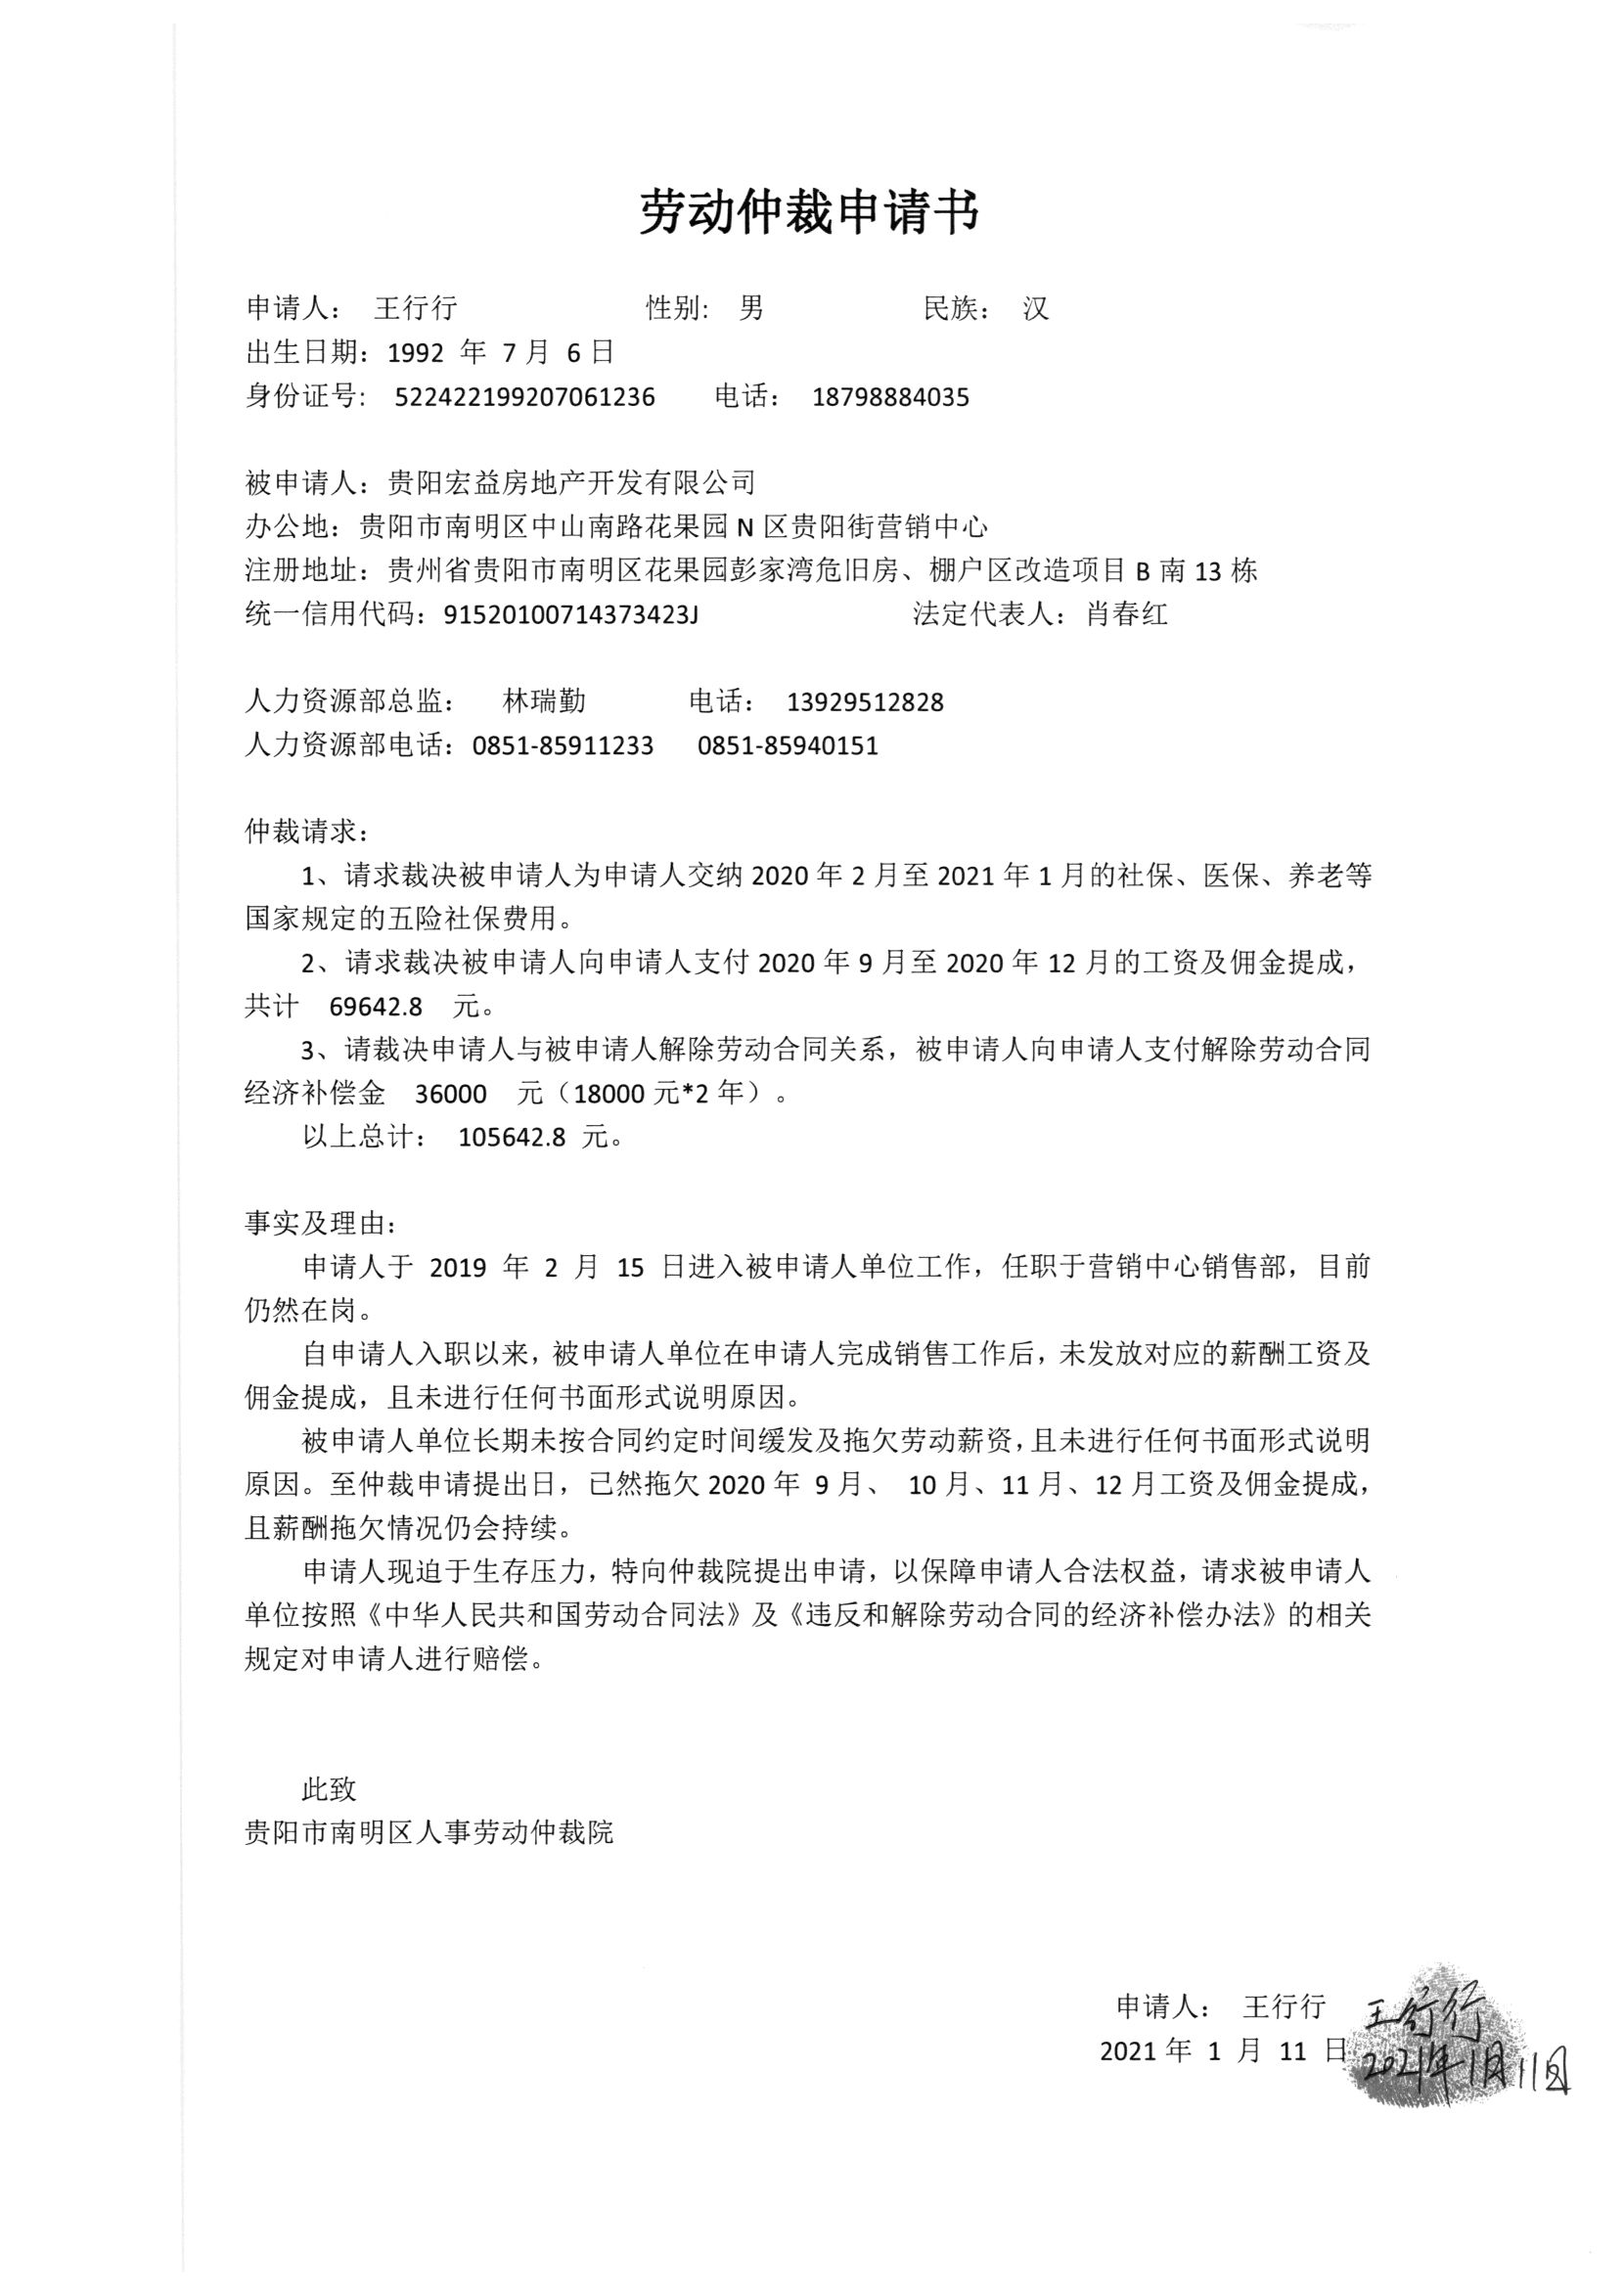 劳动仲裁申请书
申请人： 王行行 性别: 男 民族： 汉
出生日期：1992 年 7 月 6 日
身份证号: 522422199207061236 电话： 18798884035
被申请人：贵阳宏益房地产开发有限公司
办公地：贵阳市南明区中山南路花果园 N 区贵阳街营销中心
注册地址：贵州省贵阳市南明区花果园彭家湾危旧房、棚户区改造项目 B 南 13 栋
统一信用代码：91520100714373423J 法定代表人：肖春红
人力资源部总监： 林瑞勤 电话： 13929512828
人力资源部电话：0851-85911233 0851-85940151
仲裁请求：
1、请求裁决被申请人为申请人交纳 2020 年 2 月至 2021 年 1 月的社保、医保、养老等
国家规定的五险社保费用。
2、请求裁决被申请人向申请人支付 2020 年 9 月至 2020 年 12 月的工资及佣金提成，
共计 69642.8 元。
3、请裁决申请人与被申请人解除劳动合同关系，被申请人向申请人支付解除劳动合同
经济补偿金 36000 元（18000 元*2 年）。
以上总计： 105642.8 元。
事实及理由：
申请人于 2019 年 2 月 15 日进入被申请人单位工作，任职于营销中心销售部，目前
仍然在岗。
自申请人入职以来，被申请人单位在申请人完成销售工作后，未发放对应的薪酬工资及
佣金提成，且未进行任何书面形式说明原因。
被申请人单位长期未按合同约定时间缓发及拖欠劳动薪资，且未进行任何书面形式说明
原因。至仲裁申请提出日，已然拖欠 2020 年 9 月、 10 月、11 月、12 月工资及佣金提成，
且薪酬拖欠情况仍会持续。
申请人现迫于生存压力，特向仲裁院提出申请，以保障申请人合法权益，请求被申请人
单位按照《中华人民共和国劳动合同法》及《违反和解除劳动合同的经济补偿办法》的相关
规定对申请人进行赔偿。
此致
贵阳市南明区人事劳动仲裁院
申请人： 王行行 王行行
2021 年 1 月 11 日 2021年1月11日